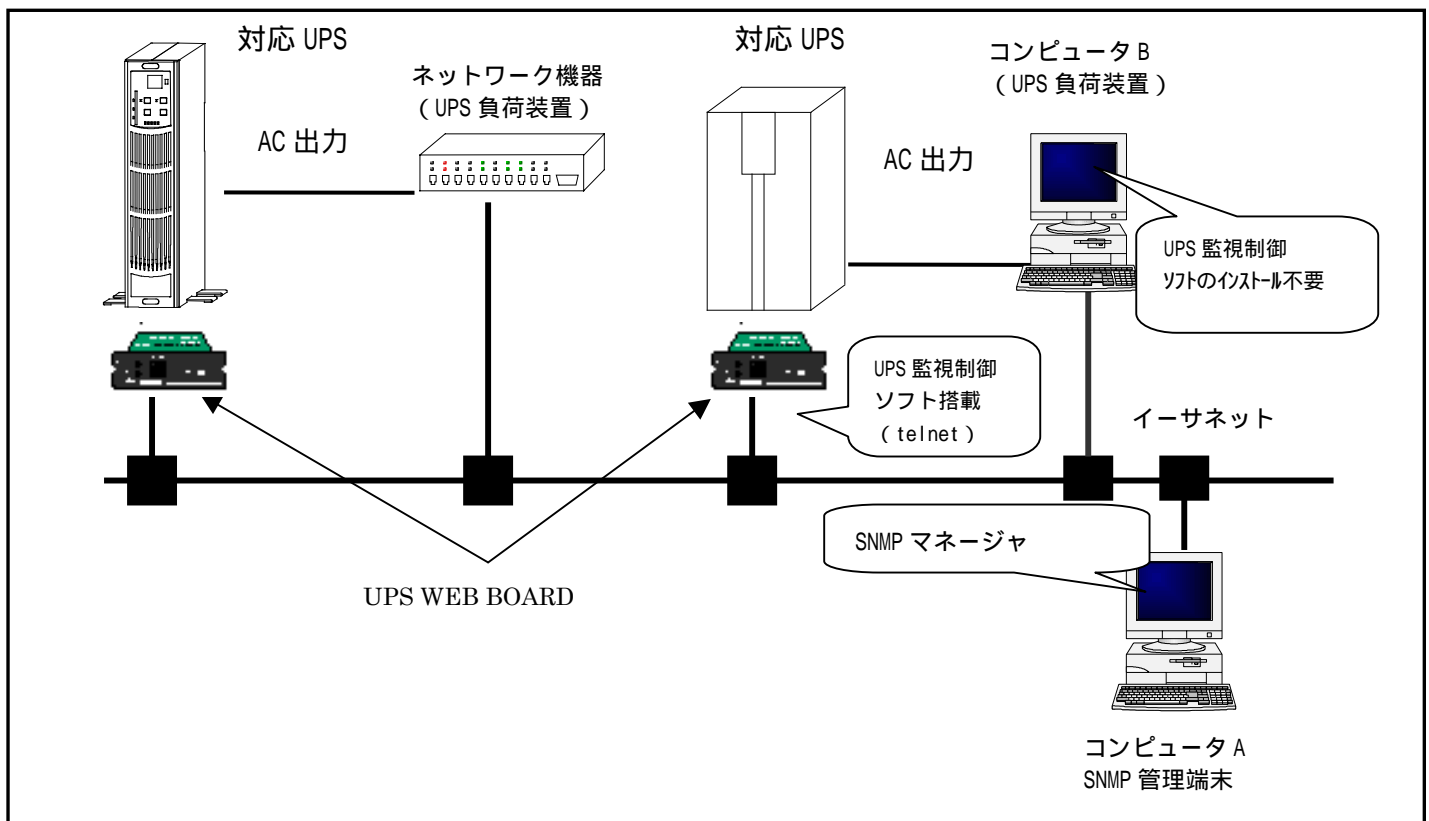 対応 UPS
ネットワーク機器
（UPS 負荷装置）
AC 出力
対応 UPS
AC 出力
コンピュータ B
（UPS 負荷装置）
UPS 監視制御
ｿﾌﾄのｲﾝｽﾄｰﾙ不要
UPS 監視制御
ソフト搭載
（telnet）
イーサネット
SNMP マネージャ
UPS WEB BOARD
コンピュータ A
SNMP 管理端末